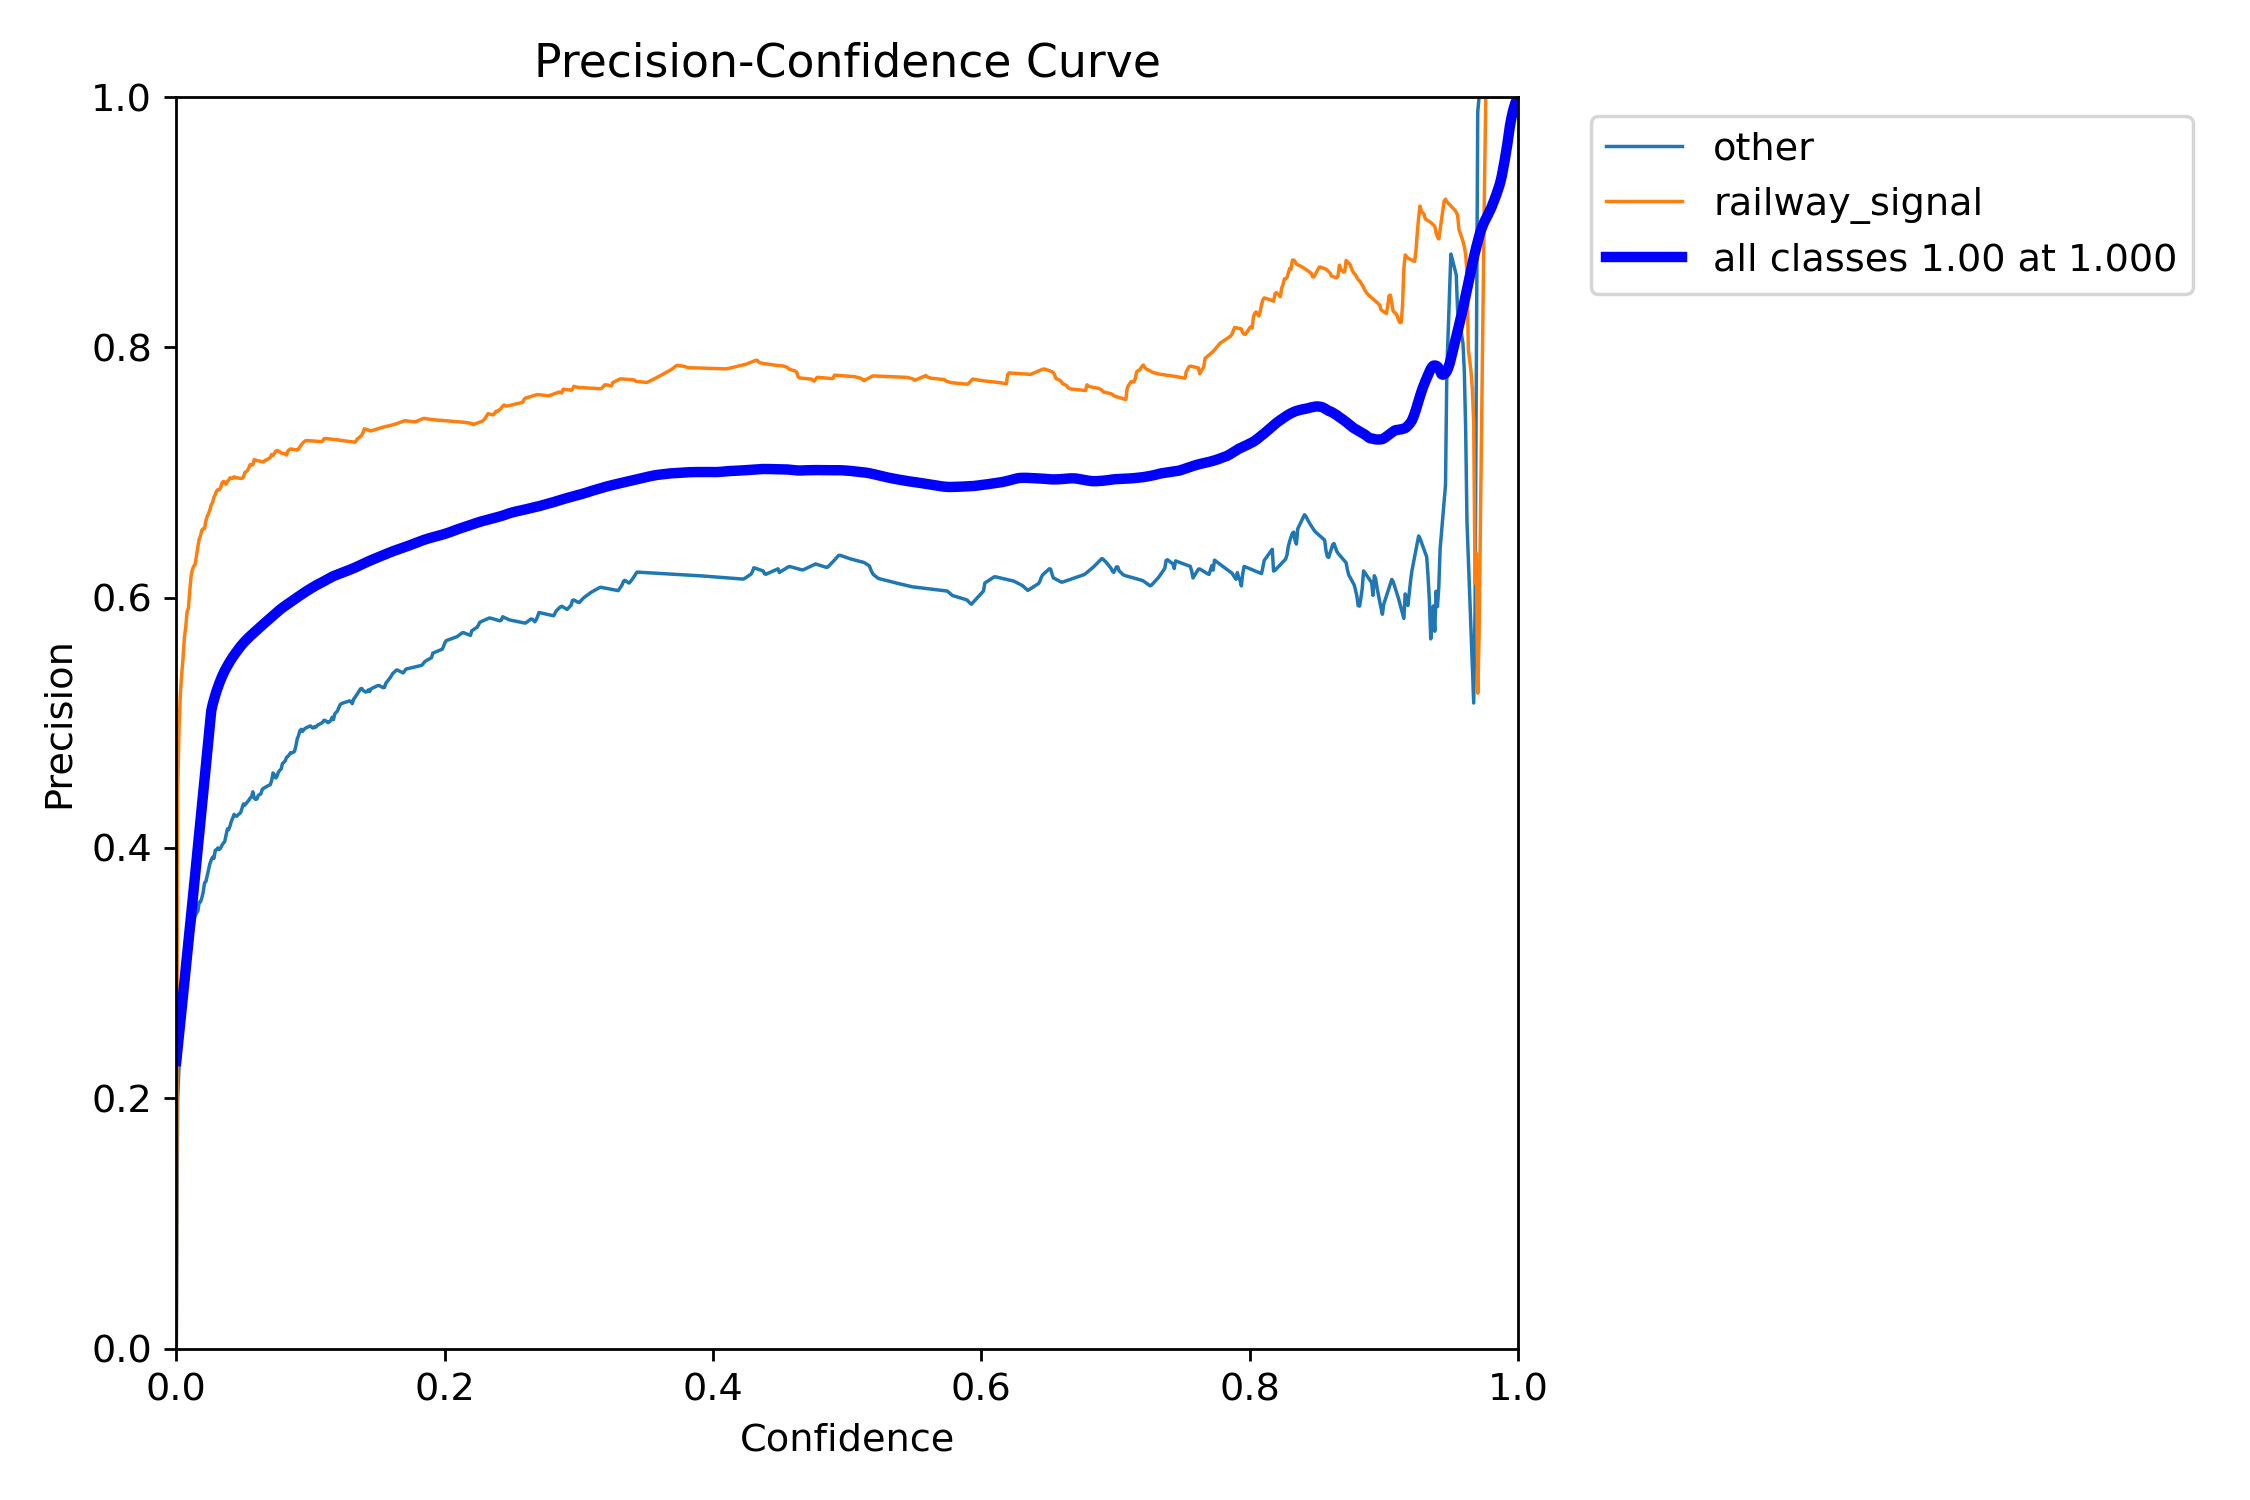 Precision-Confidence Curve
1.0
0.8
0.6
0.4
0.2
0.0
Precision
0.0 0.2 0.4 0.6 0.8 1.0
Confidence
other
railway_signal
all classes 1.00 at 1.000